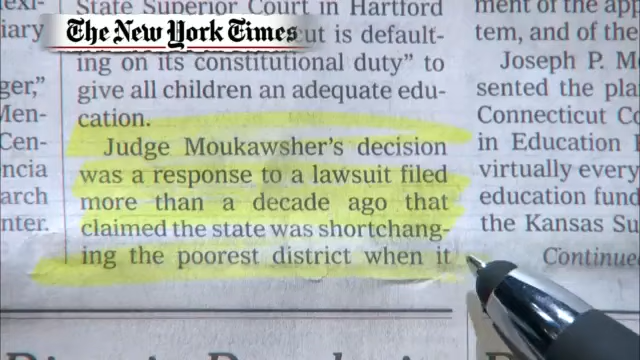 The New York Times
State Superior Court in Hartford
cut is default-
ing on its constitutional duty" to
give all children an adequate edu-
cation.
Judge Moukawsher's decision
was a response to a lawsuit filed
more than a decade ago that
claimed the state was shortchang-
ing the poorest district when it
iary
ger,"
Men-
Cen-
ncia
arch
nter.
ment of the app
tem, and of the
Joseph P. M
sented the pla
Connecticut Co
in Education
virtually every
education fund
the Kansas Su
Continue